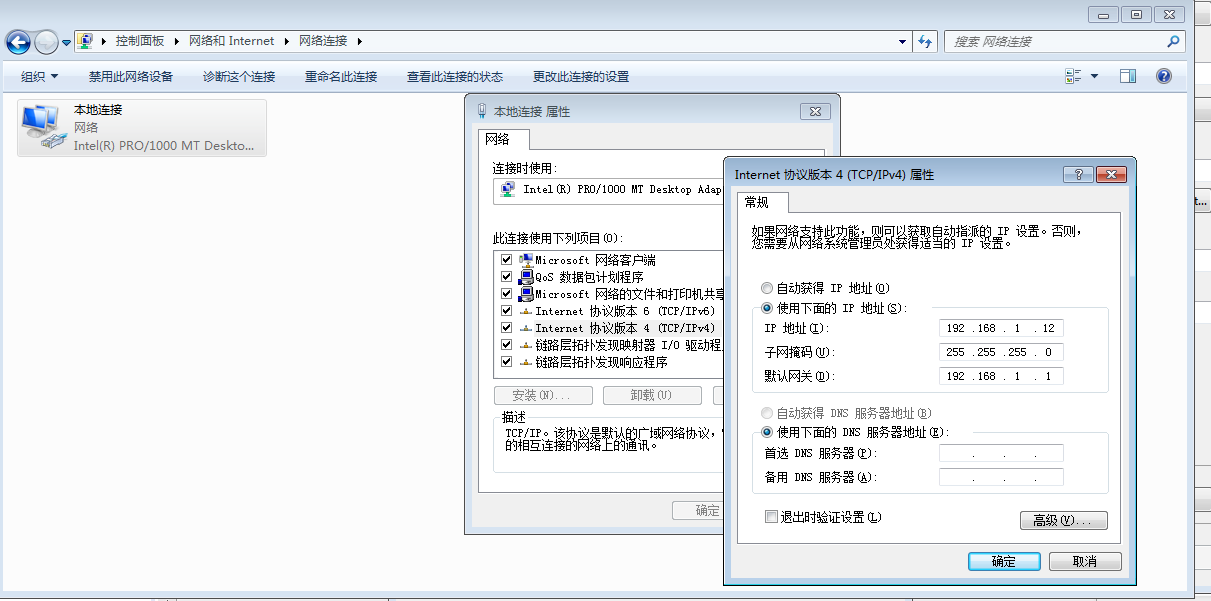 控制面板 网络和 Internet 网络连接
搜索 网络连接
组织 禁用此网络设备 诊断这个连接 重命名此连接 查看此连接的状态 更改此连接的设置
本地连接
网络
Intel(R) PRO/1000 MT Deskto...
本地连接 属性
网络
连接时使用:
Intel(R) PRO/1000 MT Desktop Adap
此连接使用下列项目(O):
Microsoft 网络客户端
QoS 数据包计划程序
Microsoft 网络的文件和打印机共享
Internet 协议版本 6 (TCP/IPv6)
Internet 协议版本 4 (TCP/IPv4)
链路层拓扑发现映射器 I/O 驱动程
链路层拓扑发现响应程序
安装(N)... 卸载(U)
描述
TCP/IP。该协议是默认的广域网络协议，
的相互连接的网络上的通讯。
确定
Internet 协议版本 4 (TCP/IPv4) 属性
常规
如果网络支持此功能，则可以获取自动指派的 IP 设置。否则，
您需要从网络系统管理员处获得适当的 IP 设置。
自动获得 IP 地址(O)
使用下面的 IP 地址(S):
IP 地址(I): 192 .168 . 1 . 12
子网掩码(U): 255 .255 .255 . 0
默认网关(D): 192 .168 . 1 . 1
自动获得 DNS 服务器地址(B)
使用下面的 DNS 服务器地址(E):
首选 DNS 服务器(P): . . .
备用 DNS 服务器(A): . . .
退出时验证设置(L)
高级(V)...
确定 取消
t...